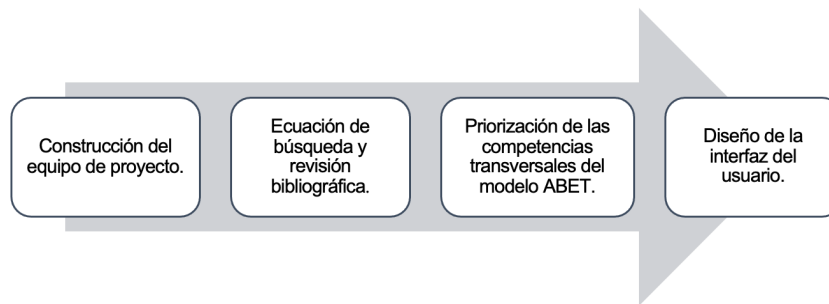 Construcción del
equipo de proyecto.
Ecuación de
búsqueda y
revisión
bibliográfica.
Priorización de las
competencias
transversales del
modelo ABET.
Diseño de la
interfaz del
usuario.